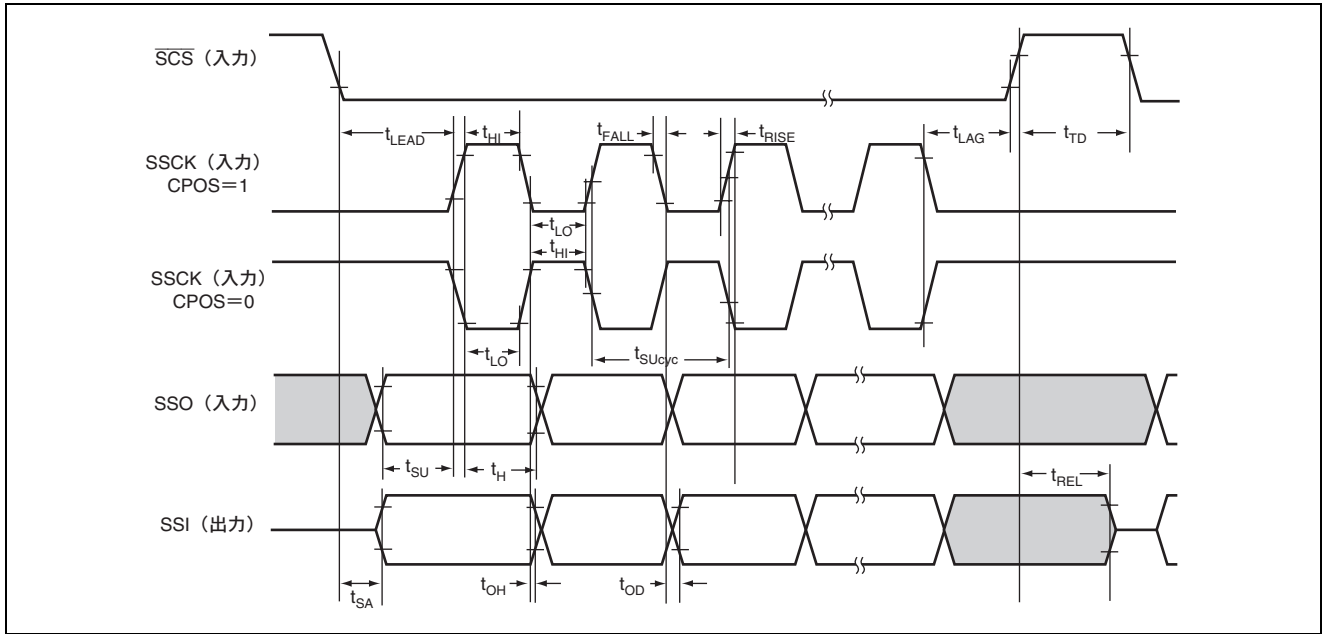 SCS（入力）
tLEAD
tHI
tFALL
tRISE
tLAG
tTD
SSCK（入力）
CPOS＝1
tLO
tHI
SSCK（入力）
CPOS＝0
tLO
tSUcyc
SSO（入力）
tSU
tH
tREL
SSI（出力）
tSA
tOH
tOD